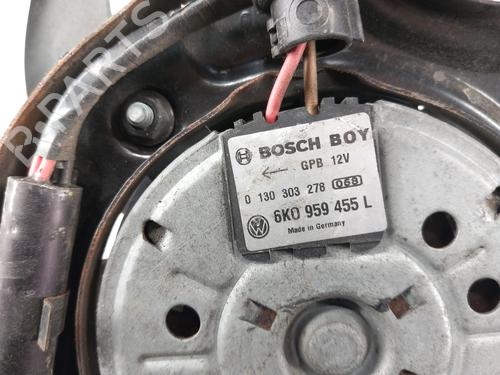 B-PARTS
BOSCH BOY
← GPB 12V
0 130 303 278 068
6K0 959 455 L
Made in Germany